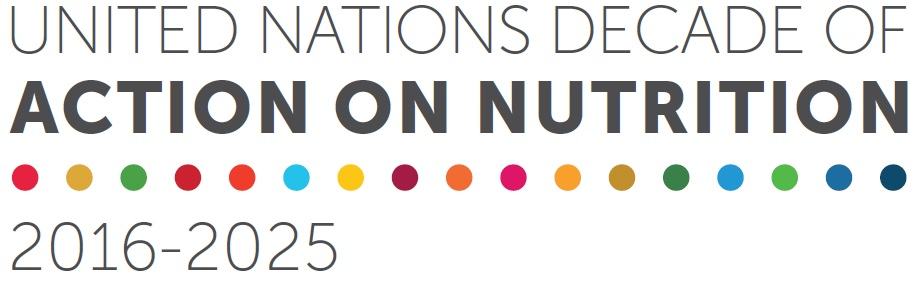 UNITED NATIONS DECADE OF
ACTION ON NUTRITION
2016-2025